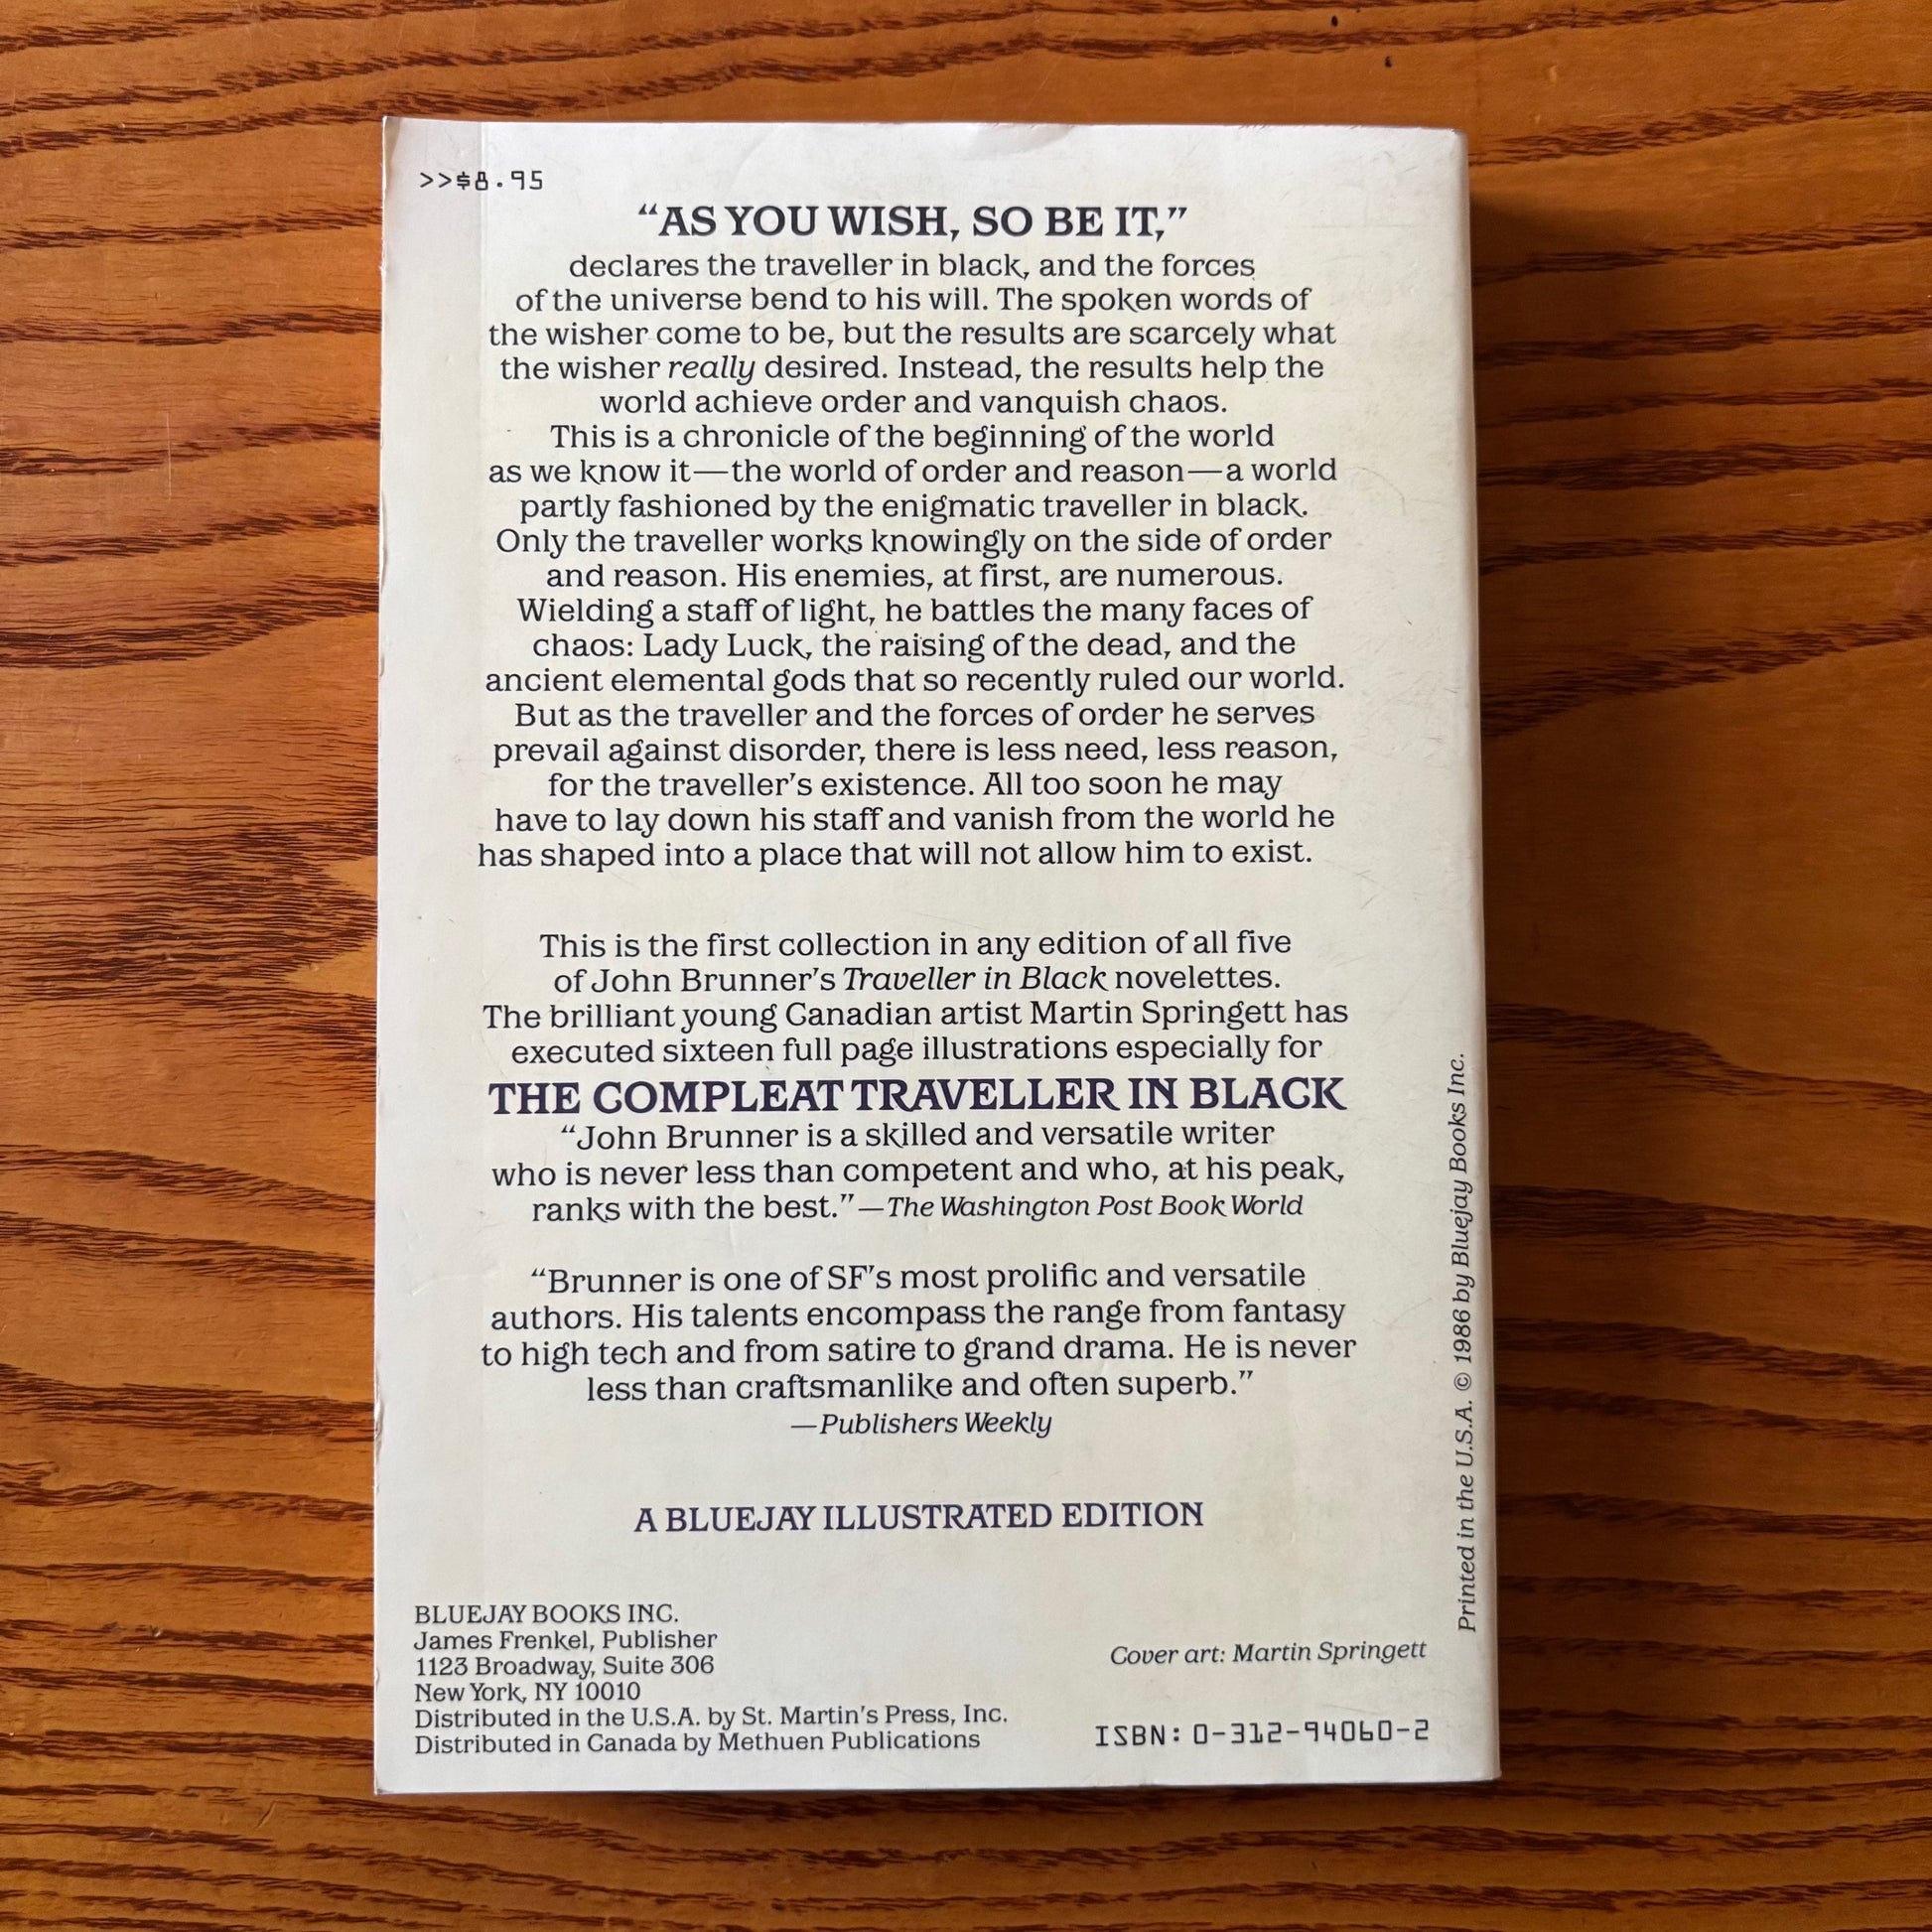 >>$8.95
“AS YOU WISH, SO BE IT,”
declares the traveller in black, and the forces
of the universe bend to his will. The spoken words of
the wisher come to be, but the results are scarcely what
the wisher really desired. Instead, the results help the
world achieve order and vanquish chaos.
This is a chronicle of the beginning of the world
as we know it—the world of order and reason—a world
partly fashioned by the enigmatic traveller in black.
Only the traveller works knowingly on the side of order
and reason. His enemies, at first, are numerous.
Wielding a staff of light, he battles the many faces of
chaos: Lady Luck, the raising of the dead, and the
ancient elemental gods that so recently ruled our world.
But as the traveller and the forces of order he serves
prevail against disorder, there is less need, less reason,
for the traveller’s existence. All too soon he may
have to lay down his staff and vanish from the world he
has shaped into a place that will not allow him to exist.
This is the first collection in any edition of all five
of John Brunner’s Traveller in Black novelettes.
The brilliant young Canadian artist Martin Springett has
executed sixteen full page illustrations especially for
THE COMPLEAT TRAVELLER IN BLACK
“John Brunner is a skilled and versatile writer
who is never less than competent and who, at his peak,
ranks with the best.”—The Washington Post Book World
“Brunner is one of SF’s most prolific and versatile
authors. His talents encompass the range from fantasy
to high tech and from satire to grand drama. He is never
less than craftsmanlike and often superb.”
—Publishers Weekly
A BLUEJAY ILLUSTRATED EDITION
BLUEJAY BOOKS INC.
James Frenkel, Publisher
1123 Broadway, Suite 306
New York, NY 10010
Distributed in the U.S.A. by St. Martin’s Press, Inc.
Distributed in Canada by Methuen Publications
Cover art: Martin Springett
ISBN: 0-312-94060-2
Printed in the U.S.A. © 1986 by Bluejay Books Inc.